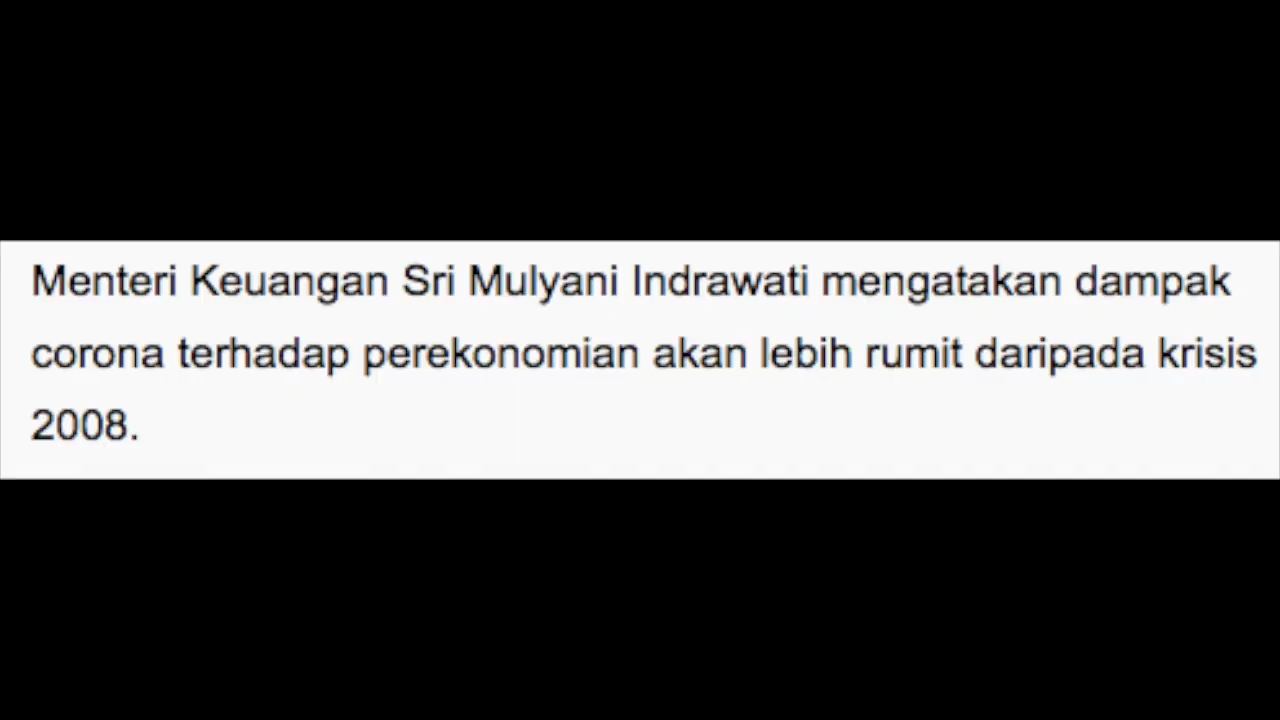 Menteri Keuangan Sri Mulyani Indrawati mengatakan dampak
corona terhadap perekonomian akan lebih rumit daripada krisis
2008.